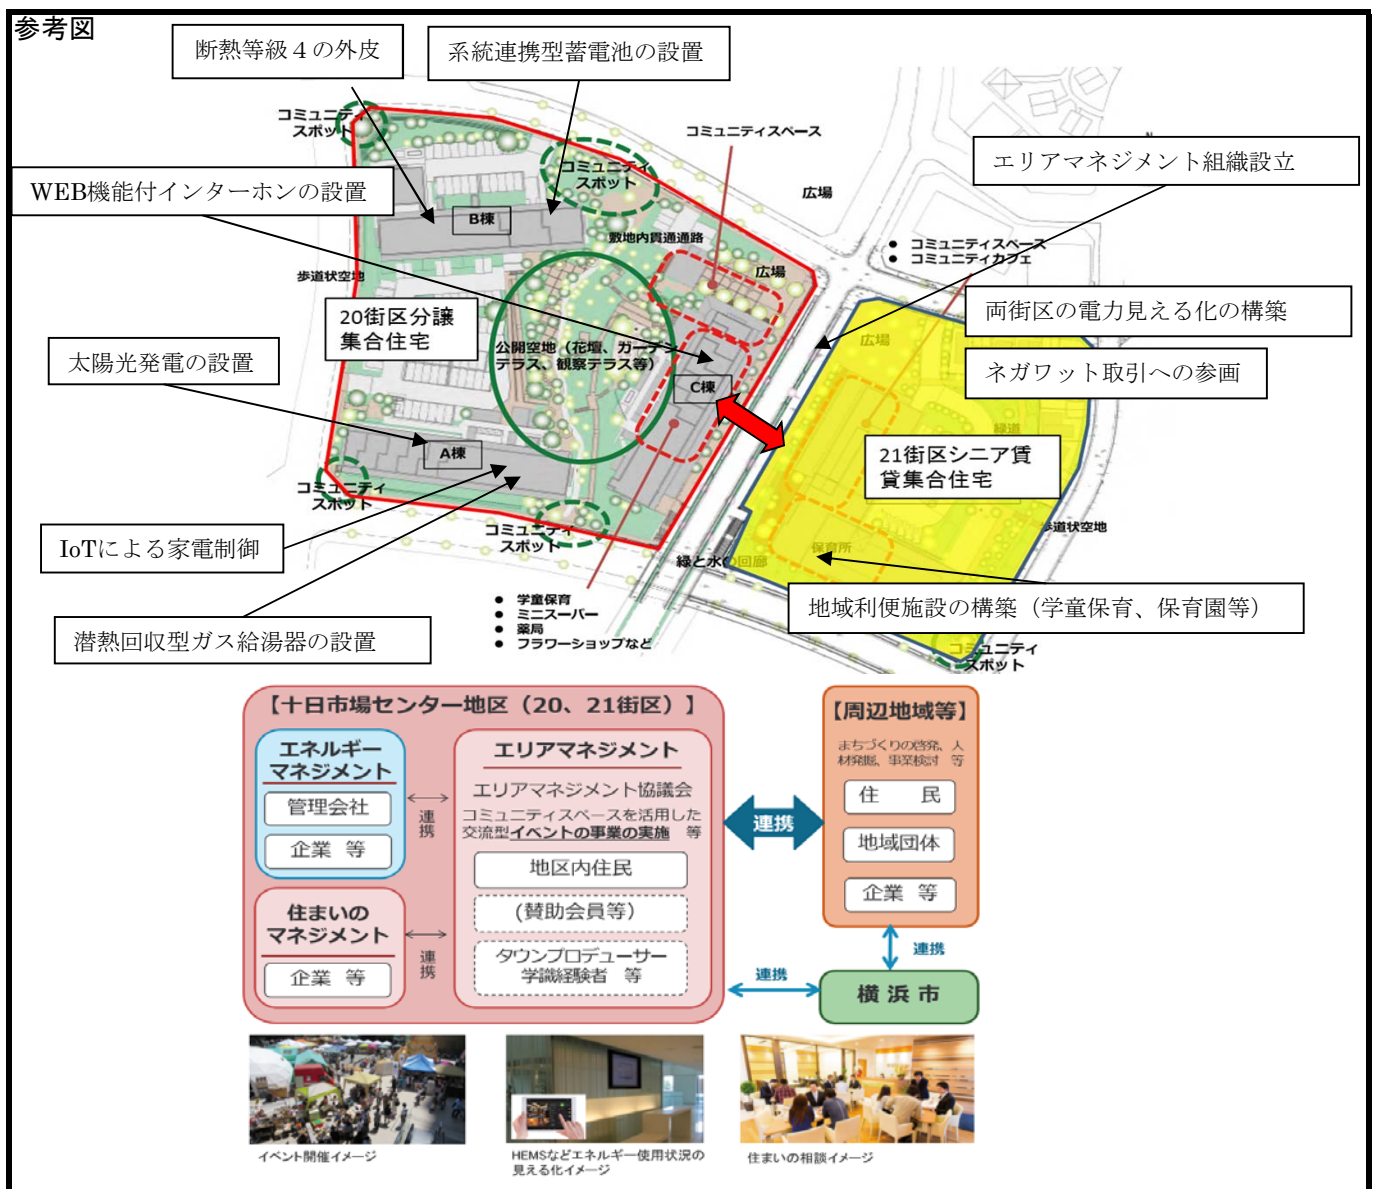 参考図
断熱等級４の外皮
系統連携型蓄電池の設置
コミュニティ
スポット
コミュニティスペース
エリアマネジメント組織設立
コミュニティ
スポット
WEB機能付インターホンの設置
広場
B棟
敷地内貫通通路
コミュニティスペース
コミュニティカフェ
歩道状空地
広場
両街区の電力見える化の構築
20街区分譲
集合住宅
広場
公開空地（花壇、ガーデン
テラス、観察テラス等）
太陽光発電の設置
ネガワット取引への参画
C棟
緑道
A棟
21街区シニア賃
貸集合住宅
コミュニティ
スポット
コミュニティ
スポット
歩道状空地
IoTによる家電制御
保育所
緑と水の回廊
学童保育
ミニスーパー
薬局
フラワーショップなど
地域利便施設の構築（学童保育、保育園等）
潜熱回収型ガス給湯器の設置
コミュニティ
スポット
【十日市場センター地区（20、21街区）】
エネルギー
マネジメント
管理会社
企業 等
連携
エリアマネジメント
エリアマネジメント協議会
コミュニティスペースを活用した
交流型イベントの事業の実施 等
地区内住民
(賛助会員等）
タウンプロデューサー
学識経験者 等
住まいの
マネジメント
企業 等
連携
連携
【周辺地域等】
まちづくりの啓発、人
材発掘、事業検討 等
住 民
地域団体
企業 等
連携
連携
横浜市
イベント開催イメージ
HEMSなどエネルギー使用状況の
見える化イメージ
住まいの相談イメージ